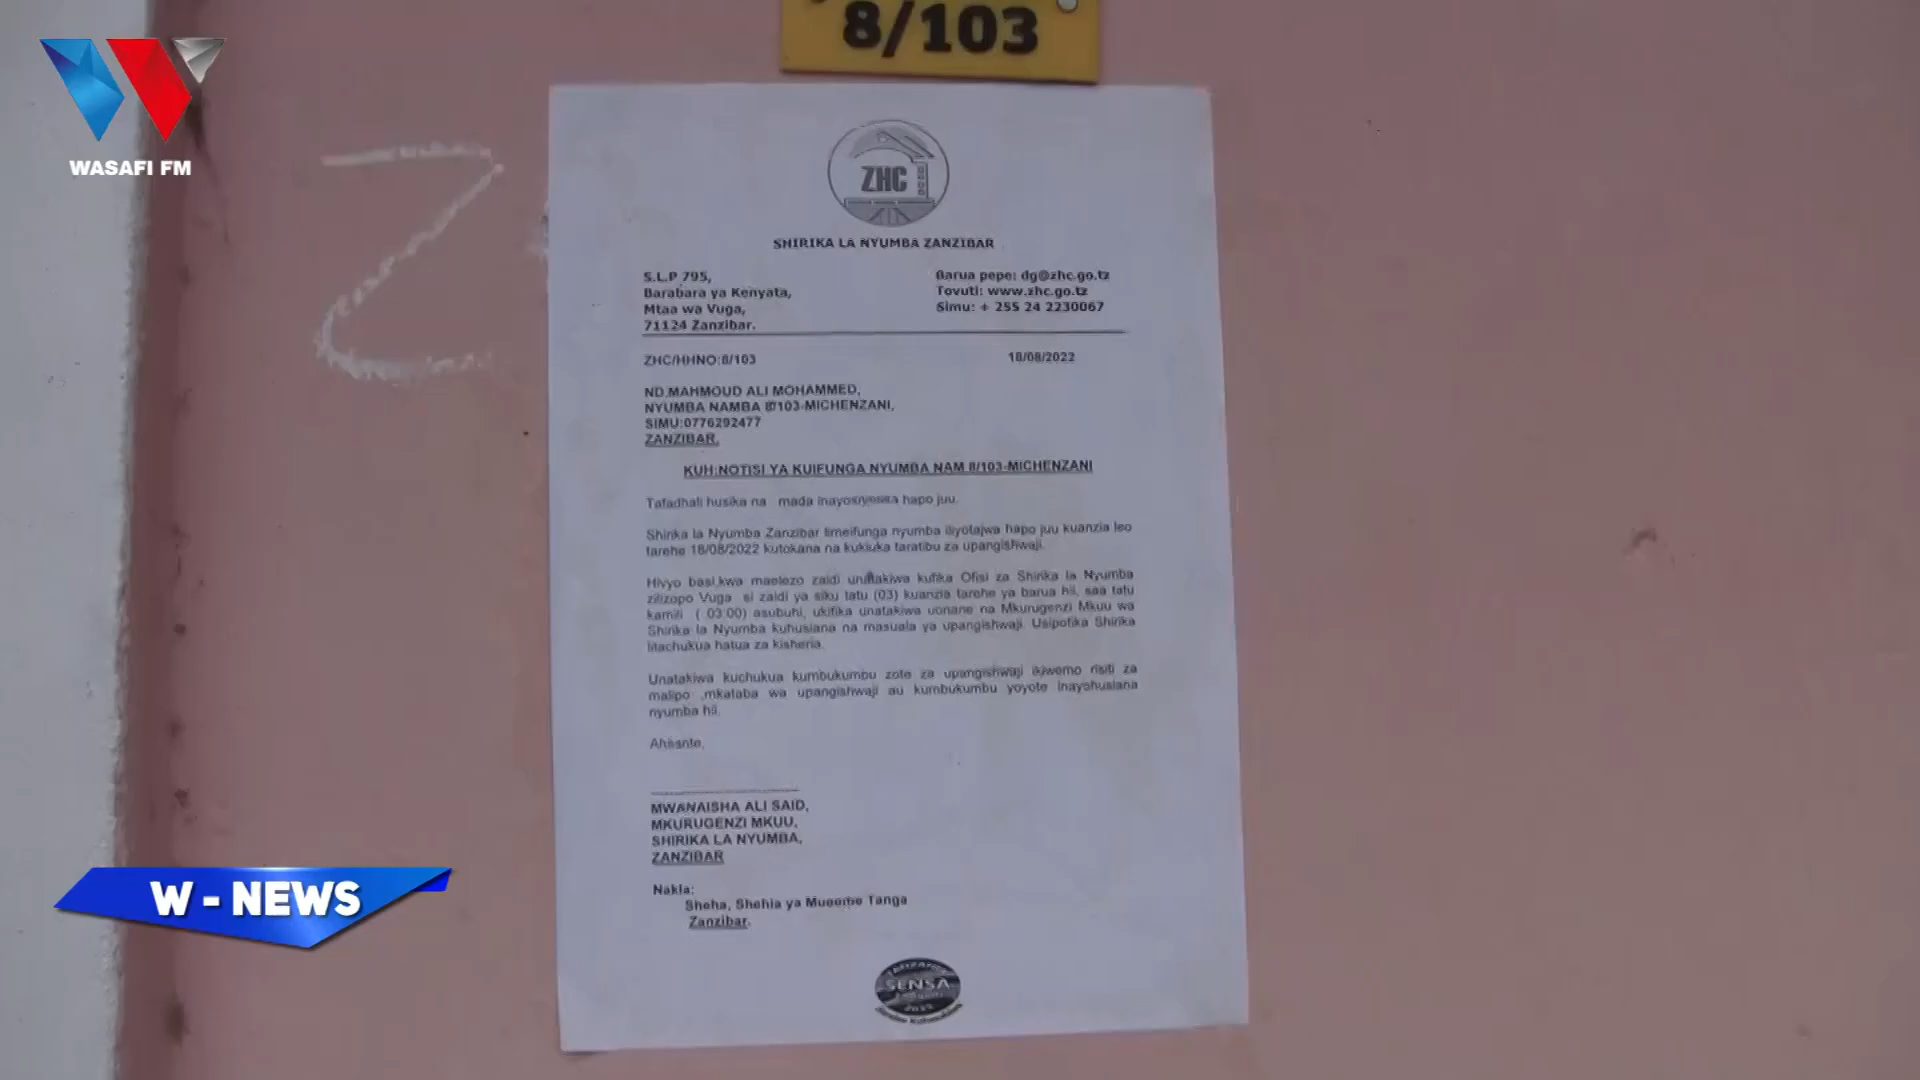 8/103
WASAFI FM
ZHC
SHIRIKA LA NYUMBA ZANZIBAR
S.L.P 795,
Barabara ya Kenyata,
Mtaa wa Vuga,
71124 Zanzibar.
Barua pepe: dg@zhc.go.tz
Tovuti: www.zhc.go.tz
Simu: + 255 24 2230067
ZHC/HHNO:8/103
18/08/2022
ND.MAHMOUD ALI MOHAMMED,
NYUMBA NAMBA 8103-MICHENZANI,
SIMU:0776292477
ZANZIBAR,
KUH:NOTISI YA KUIFUNGA NYUMBA NAM 8/103-MICHENZANI
Tafadhali husika na mada inayosijesita hapo juu.
Shirika la Nyumba Zanzibar limeifunga nyumba iliyotajwa hapo juu kuanzia leo
tarehe 18/08/2022 kutokana na kukiuka taratibu za upangishwaji.
Hivyo basi,kwa maelezo zaidi unatakiwa kufika Ofisi za Shirika la Nyumba
zilizopo Vuga si zaidi ya siku tatu (03) kuanzia tarehe ya barua hii, saa tatu
kamili ( 03:00) asubuhi, ukifika unatakiwa uonane na Mkurugenzi Mkuu wa
Shirika la Nyumba kuhusiana na masuala ya upangishwaji. Usipofika Shirika
litachukua hatua za kisheria.
Unatakiwa kuchukua kumbukumbu zote za upangishwaji ikiwemo risiti za
malipo ,mkataba wa upangishwaji au kumbukumbu yoyote inayohusiana
nyumba hii.
Ahsante,
MWANAISHA ALI SAID,
MKURUGENZI MKUU,
SHIRIKA LA NYUMBA,
ZANZIBAR
Nakla:
Sheha, Shehia ya Muembe Tanga
Zanzibar.
SENSA
W - NEWS